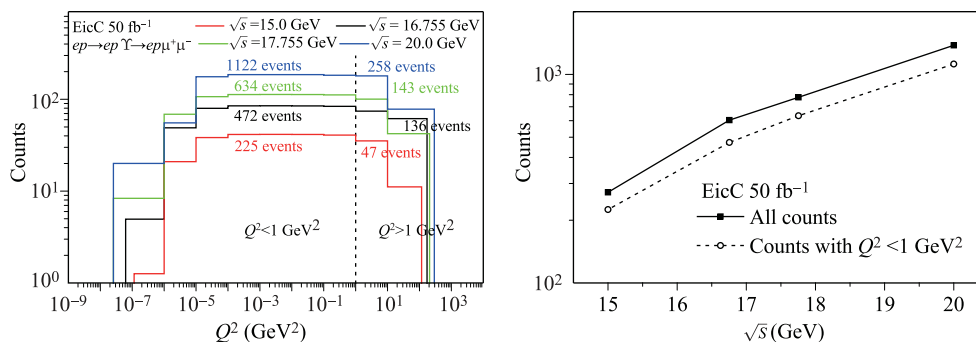 EicC 50 fb⁻¹
ep→ep ϒ→epμ⁺μ⁻
√s =15.0 GeV
√s = 16.755 GeV
√s =17.755 GeV
√s = 20.0 GeV
1122 events
258 events
634 events
143 events
472 events
136 events
225 events
47 events
Q²<1 GeV²
Q²>1 GeV²
Counts
10²
10¹
10⁰
10⁻⁹
10⁻⁷
10⁻⁵
10⁻³
10⁻¹
10¹
10³
Q² (GeV²)
Counts
10³
10²
EicC 50 fb⁻¹
All counts
Counts with Q² <1 GeV²
15
16
17
18
19
20
√s (GeV)